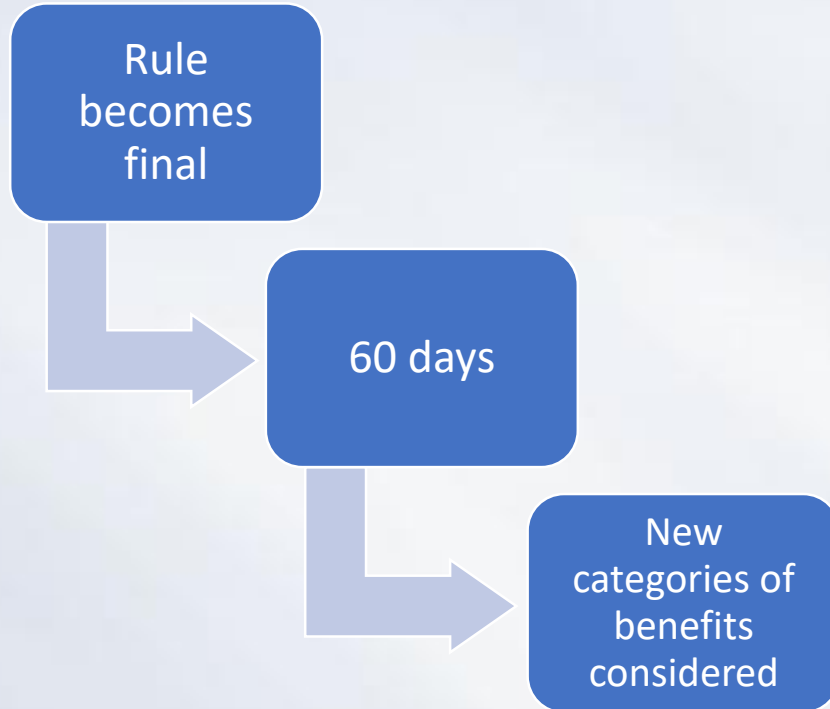 Rule
becomes
final
60 days
New
categories of
benefits
considered